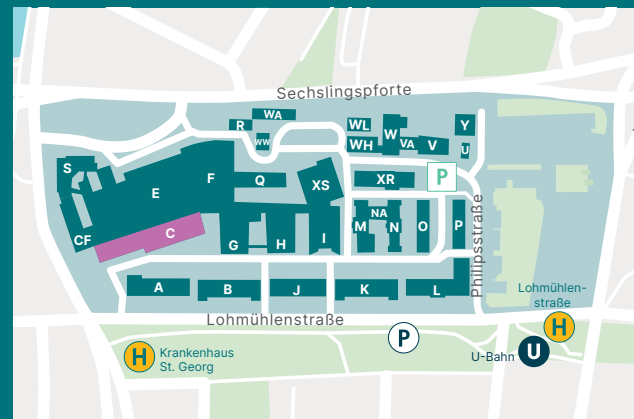 Sechslingspforte
WA
R
WW
WL
W
Y
WH
VA
V
U
S
F
E
Q
XS
XR
P
C
CF
G
H
I
M
NA
N
O
P
Philipsstraße
A
B
J
K
L
Lohmühlenstraße
Lohmühlen-
straße
H
P
U-Bahn
U
H
Krankenhaus
St. Georg